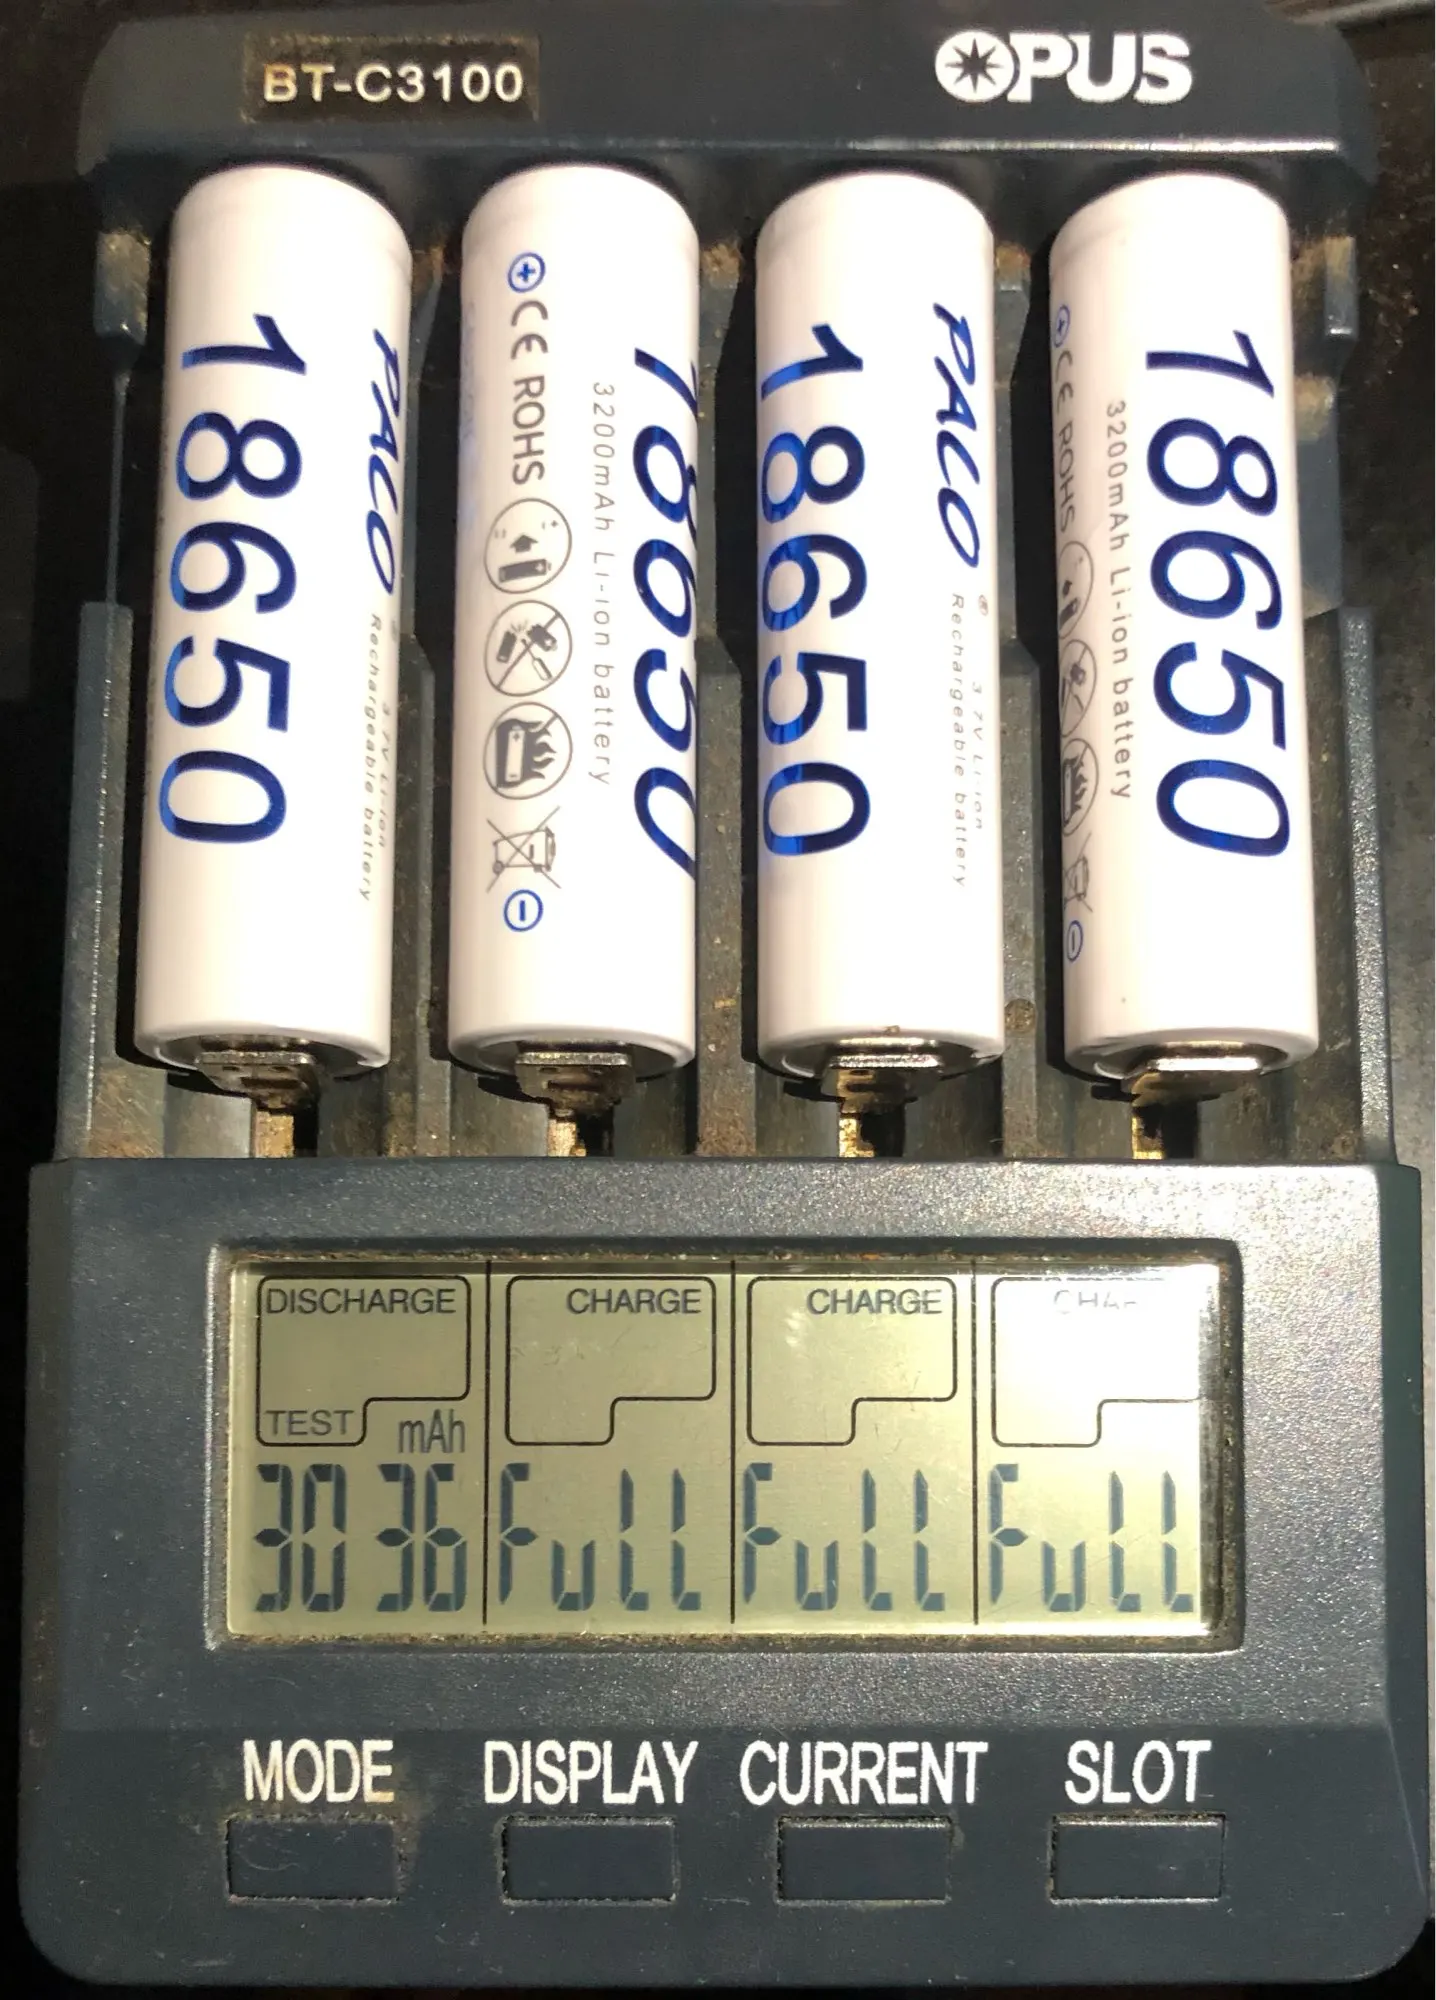 BT-C3100
OPUS
18650
PALO
3.7V Li-ion
Rechargeable battery
CE ROHS
3200mAh Li-ion battery
18650
18650
PALO
3.7V Li-ion
Rechargeable battery
CE ROHS
3200mAh Li-ion battery
18650
DISCHARGE
TEST mAh
3036
CHARGE
FULL
CHARGE
FULL
FULL
MODE DISPLAY CURRENT SLOT